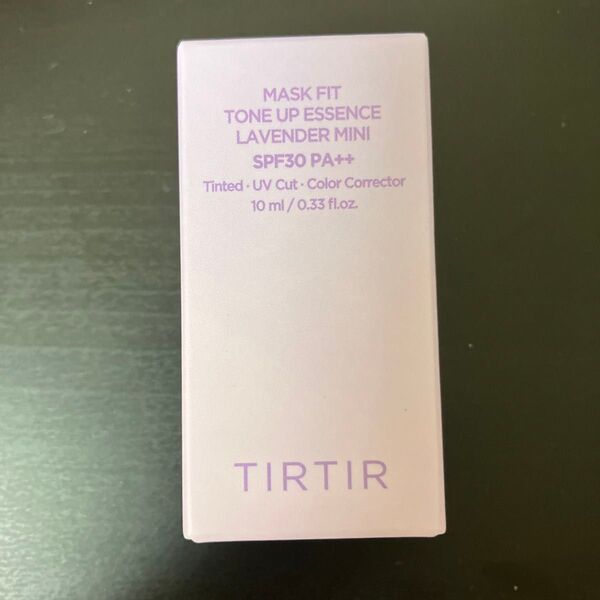 MASK FIT
TONE UP ESSENCE
LAVENDER MINI
SPF30 PA++
Tinted · UV Cut · Color Corrector
10 ml / 0.33 fl.oz.
TIRTIR